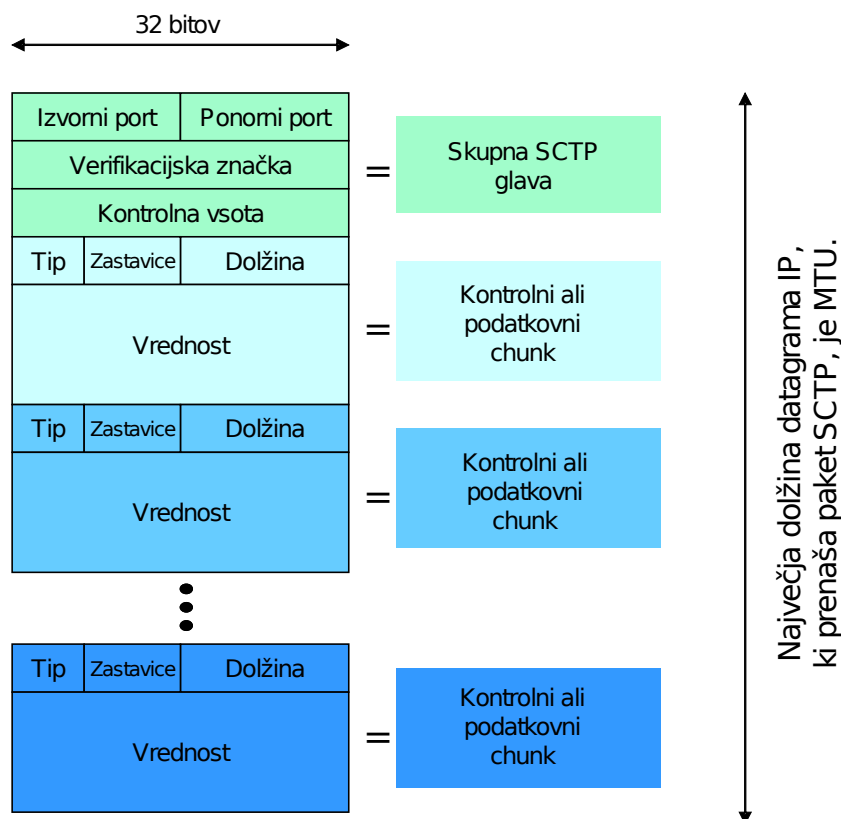 32 bitov
Izvorni port
Ponorni port
Verifikacijska značka
Kontrolna vsota
=
Skupna SCTP
glava
Tip
Zastavice
Dolžina
Vrednost
=
Kontrolni ali
podatkovni
chunk
Tip
Zastavice
Dolžina
Vrednost
=
Kontrolni ali
podatkovni
chunk
Tip
Zastavice
Dolžina
Vrednost
=
Kontrolni ali
podatkovni
chunk
Največja dolžina datagrama IP,
ki prenaša paket SCTP, je MTU.